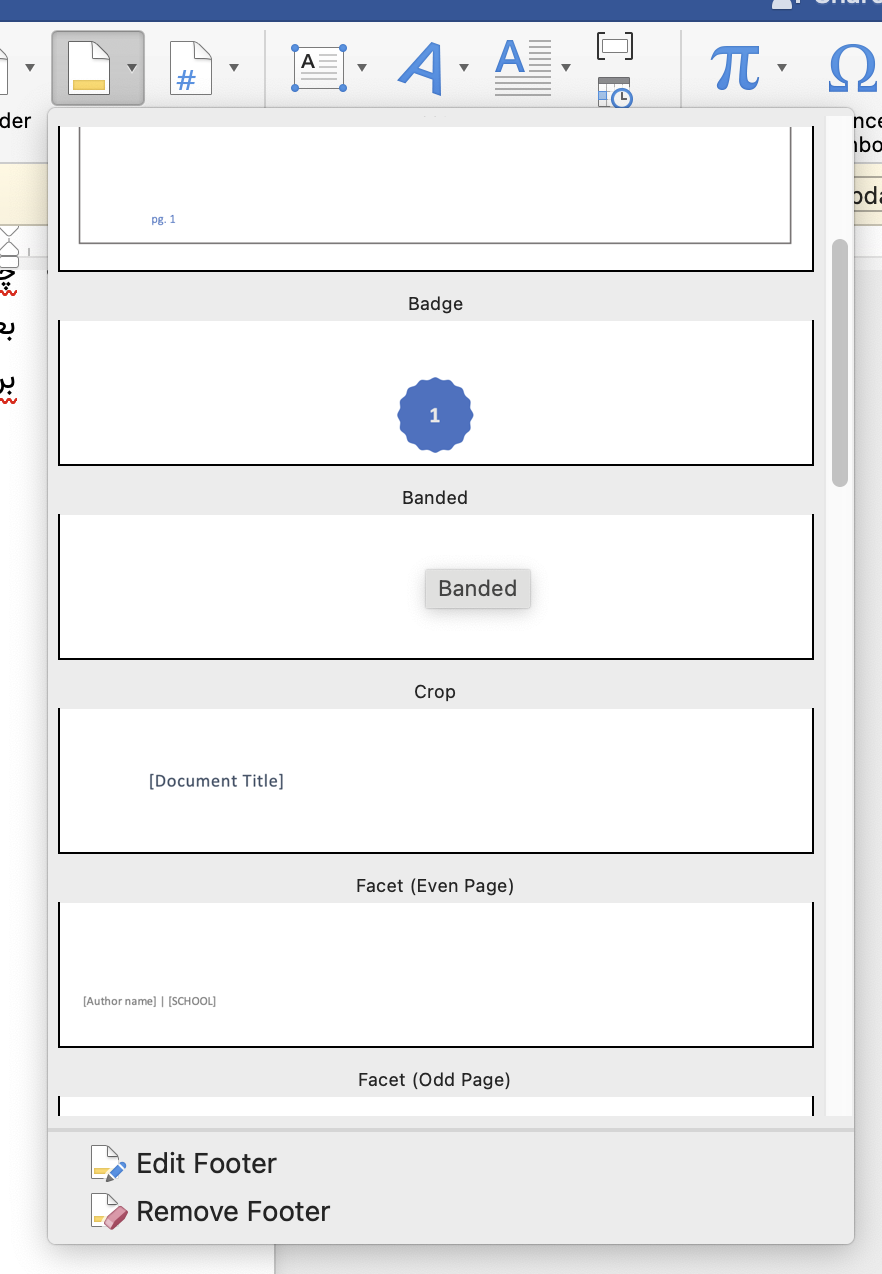 #
A
A
A
π
Ω
der
pg. 1
Badge
1
Banded
Banded
Crop
[Document Title]
Facet (Even Page)
[Author name] | [SCHOOL]
Facet (Odd Page)
Edit Footer
Remove Footer